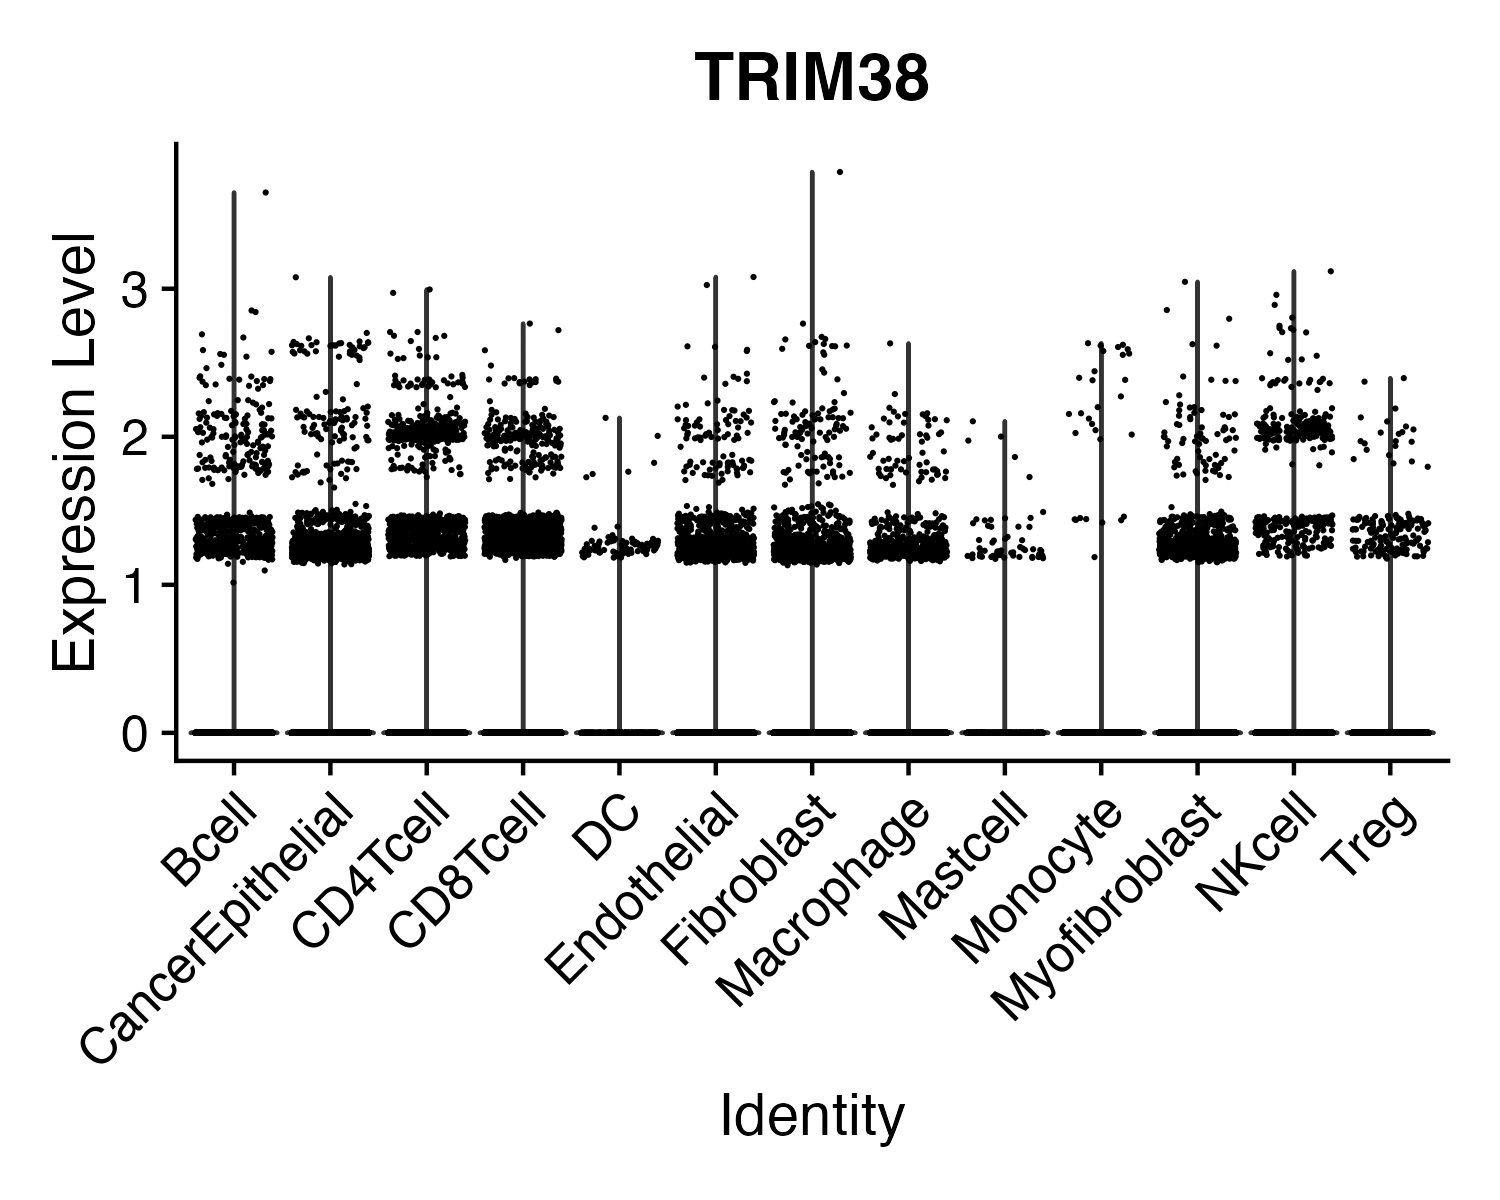 TRIM38
Expression Level
3
2
1
0
Bcell
CancerEpithelial
CD4Tcell
CD8Tcell
DC
Endothelial
Fibroblast
Macrophage
Mastcell
Monocyte
Myofibroblast
NKcell
Treg
Identity